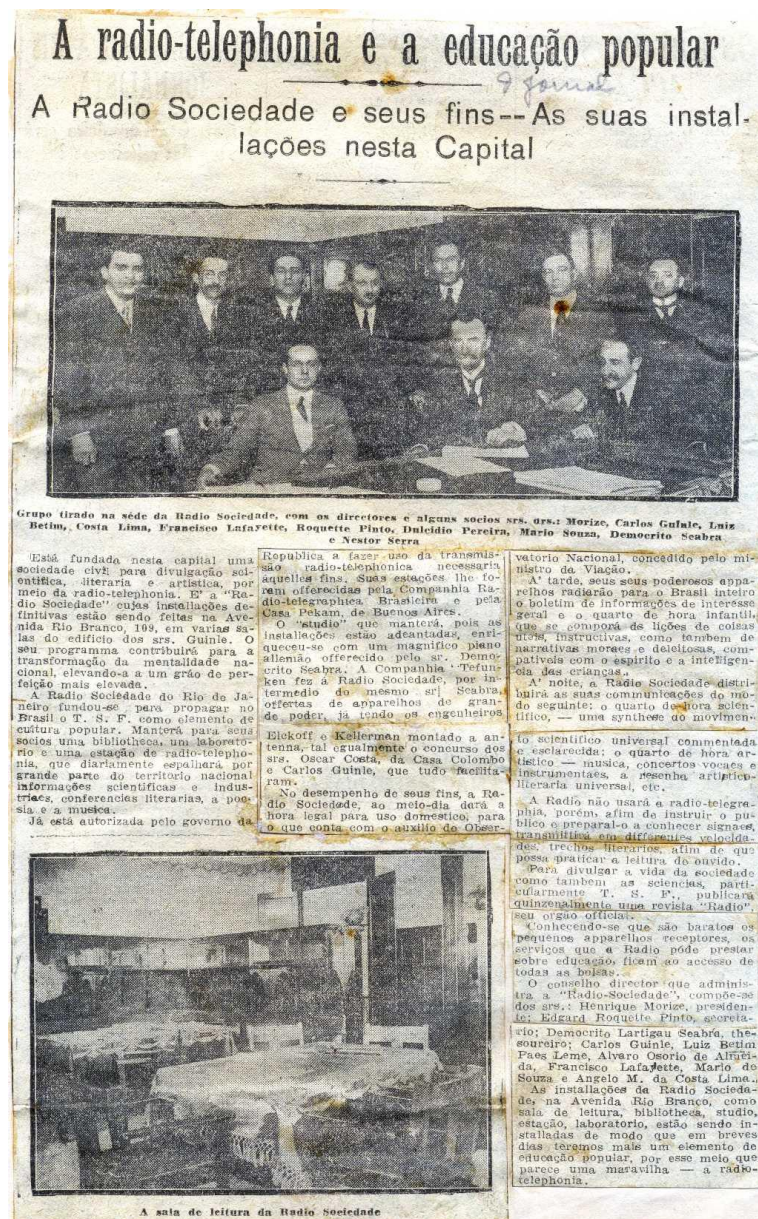 A radio-telephonia e a educação popular
O jornal
A Radio Sociedade e seus fins--As suas instal-
lações nesta Capital
Grupo tirado na séde da Radio Sociedade, com os directores e alguns socios srs. drs.: Morize, Carlos Guinle, Luiz
Betim, Costa Lima, Francisco Lafayette, Roquette Pinto, Dulcidio Pereira, Mario Souza, Democrito Seabra
e Nestor Serra
Está fundada nesta capital uma
sociedade civil para divulgação sci-
entifica, literaria e artistica, por
meio da radio-telephonia. E' a "Ra-
dio Sociedade" cujas installações de-
finitivas estão sendo feitas na Ave-
nida Rio Branco, 109, em varias sa-
las do edificio dos srs. Guinle. O
seu programma contribuirá para a
transformação da mentalidade na-
cional, elevando-a a um gráo de per-
feição mais elevada.
A Radio Sociedade do Rio de Ja-
neiro fundou-se para propagar no
Brasil o T. S. F. como elemento de
cultura popular. Manterá para seus
socios uma bibliotheca, um laborato-
rio e uma estação de radio-telepho-
nia, que diariamente espalhará por
grande parte do territorio nacional
informações scientificas e indus-
triaes, conferencias literarias, a poe-
sia e a musica.
Já está autorizada pelo governo da
Republica a fazer uso da transmis-
são radio-telephonica necessaria
áquelles fins. Suas estações lhe fo-
ram offerecidas pela Companhia Ra-
dio-telegraphica Brasileira e pela
Casa Pekam, de Buenos Aires.
O "studio" que manterá, pois as
installações estão adeantadas, enri-
queceu-se com um magnifico piano
allemão offerecido pelo sr. Demo-
crito Seabra. A Companhia "Tefun-
ken fez á Radio Sociedade, por in-
termedio do mesmo sr| Seabra,
offertas de apparelhos de gran-
de poder, já tendo os engenheiros
Elckoff e Kellerman montado a an-
tenna, tal egualmente o concurso dos
srs. Oscar Costa, da Casa Colombo
e Carlos Guinle, que tudo facilita-
ram.
No desempenho de seus fins, a Ra-
dio Sociedade, ao meio-dia dará a
hora legal para uso domestico, para
o que conta com o auxilio do Obser-
vatorio Nacional, concedido pelo mi-
nistro da Viação.
A' tarde, seus seus poderosos appa-
relhos radiarão para o Brasil inteiro
o boletim de informações de interesse
geral e o quarto de hora infantil,
que se comporá de lições de coisas
uteis, instructivas, como tambem de
narrativas moraes e deleitosas, com-
pativeis com o espirito e a intelligen-
cia das crianças.
A' noite, a Radio Sociedade distri-
buirá as suas communicações do mo-
do seguinte: o quarto de hora scien-
tifico, — uma synthese do movimen-
to scientifico universal commentada
e esclarecida; o quarto de hora ar-
tistico — musica, concertos vocaes e
instrumentaes, a resenha artistico-
literaria universal, etc.
A Radio não usará a radio-telegra-
phia, porém, afim de instruir o pu-
blico e preparal-o a conhecer signaes,
transmittirá em differentes velocida-
des, trechos literarios, afim de que
possa praticar a leitura de ouvido.
Para divulgar a vida da sociedade
como tambem as sciencias, parti-
cularmente T. S. F., publicará
quinzenalmente uma revista "Radio",
seu orgão official.
Conhecendo-se que são baratos os
pequenos apparelhos receptores, os
serviços que a Radio póde prestar
sobre educação, ficam ao accesso de
todas as bolsas.
O conselho director que adminis-
tra a "Radio-Sociedade", compõe-se
dos srs.: Henrique Morize, presiden-
te; Edgard Roquette Pinto, secreta-
rio; Democrito Lartigau Seabra, the-
soureiro; Carlos Guinle, Luiz Betim
Paes Leme, Alvaro Osorio de Almei-
da, Francisco Lafayette, Mario de
Souza e Angelo M. da Costa Lima.
As installações da Radio Socieda-
de, na Avenida Rio Branco, como
sala de leitura, bibliotheca, studio,
estação, laboratorio, estão sendo in-
stalladas de modo que em breves
dias teremos mais um elemento de
educação popular, por esse meio que
parece uma maravilha — a radio-
telephonia.
A sala de leitura da Radio Sociedade